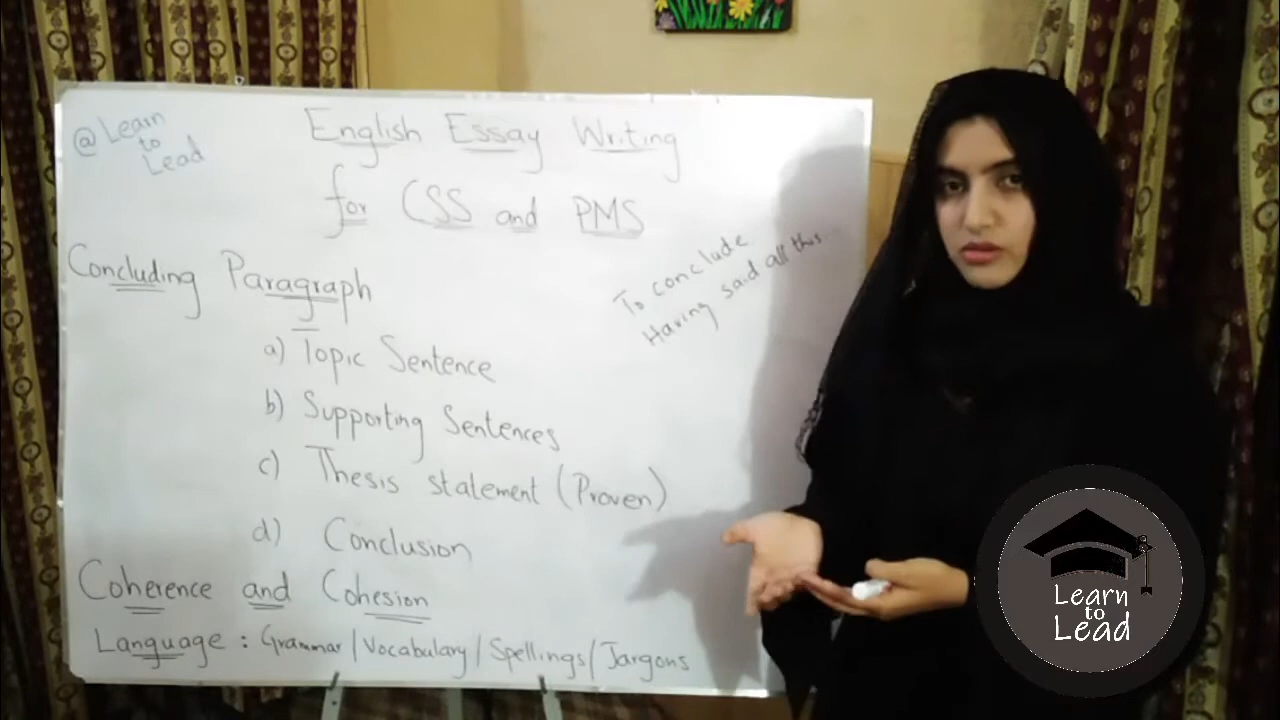 @ Learn
to
Lead
English Essay Writing
for CSS and PMS
Concluding Paragraph
To conclude
Having said all this
a) Topic Sentence
b) Supporting Sentences
c) Thesis statement (Proven)
d) Conclusion
Coherence and Cohesion
Language : Grammar/Vocabulary/Spellings/Jargons
Learn
to
Lead